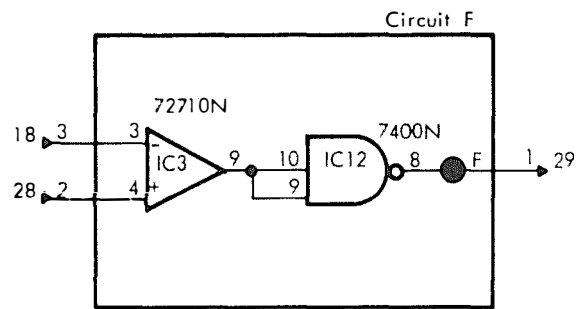 Circuit F
72710N
7400N
18 3 3 - IC3 9 10 IC12 8 F 1 29
9
28 2 4 +